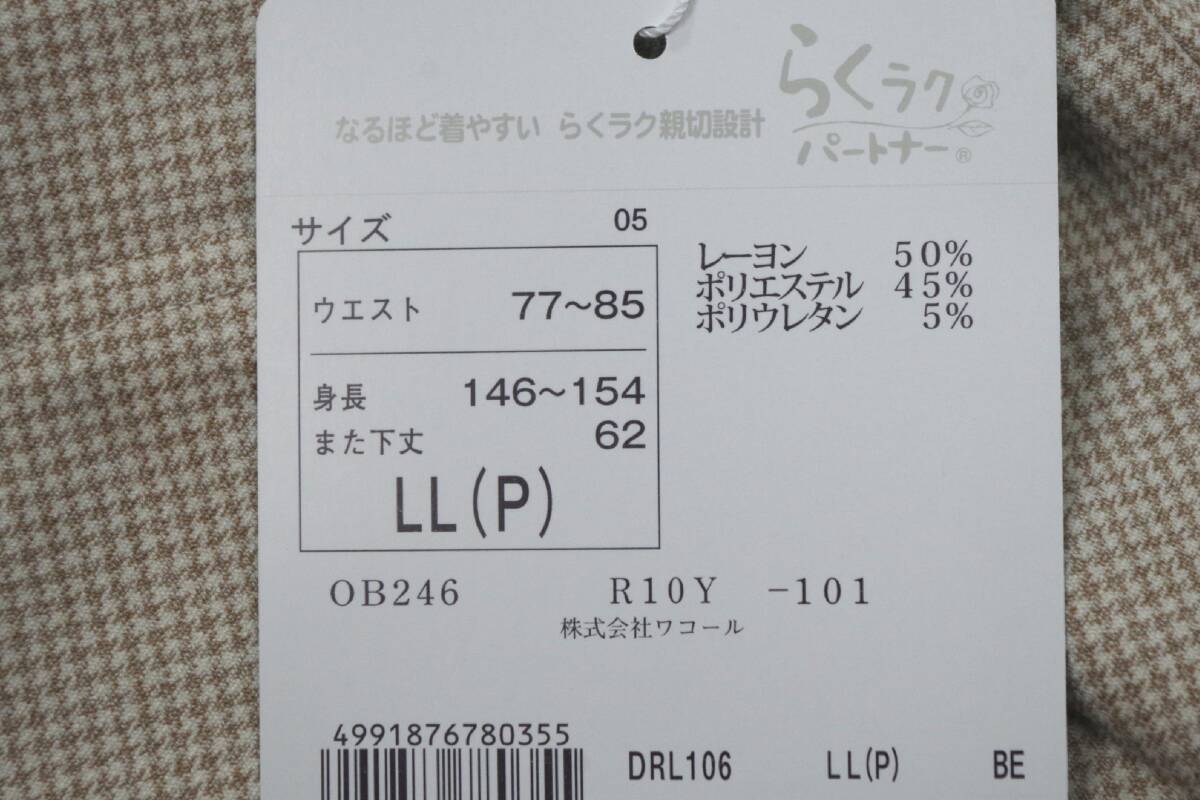 らくラク
パートナー®
なるほど着やすい らくラク親切設計
サイズ 05
ウエスト 77～85
身長 146～154
また下丈 62
LL(P)
レーヨン 50%
ポリエステル 45%
ポリウレタン 5%
OB246 R10Y -101
株式会社ワコール
4991876780355
DRL106 LL(P) BE